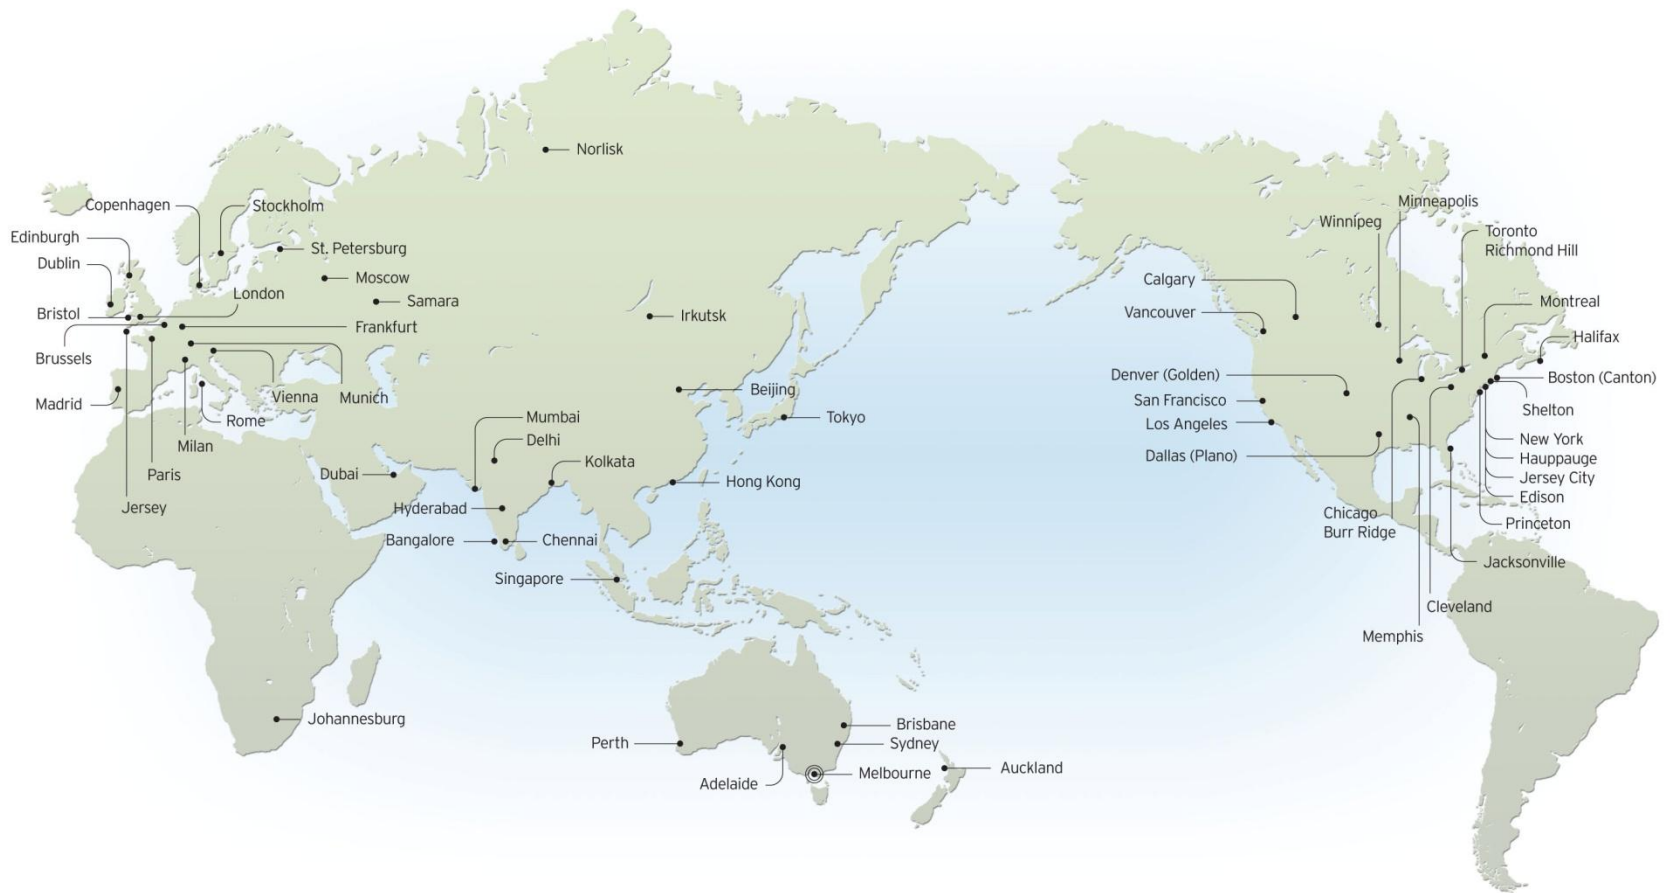 Norlisk
Copenhagen
Stockholm
Edinburgh
St. Petersburg
Dublin
Moscow
London
Samara
Bristol
Frankfurt
Irkutsk
Brussels
Madrid
Vienna
Munich
Beijing
Rome
Mumbai
Tokyo
Milan
Delhi
Paris
Dubai
Kolkata
Hong Kong
Jersey
Hyderabad
Bangalore
Chennai
Singapore
Johannesburg
Perth
Brisbane
Sydney
Adelaide
Melbourne
Auckland
Minneapolis
Winnipeg
Toronto
Richmond Hill
Calgary
Montreal
Vancouver
Halifax
Denver (Golden)
Boston (Canton)
San Francisco
Shelton
Los Angeles
New York
Dallas (Plano)
Hauppauge
Jersey City
Edison
Chicago
Burr Ridge
Princeton
Jacksonville
Cleveland
Memphis